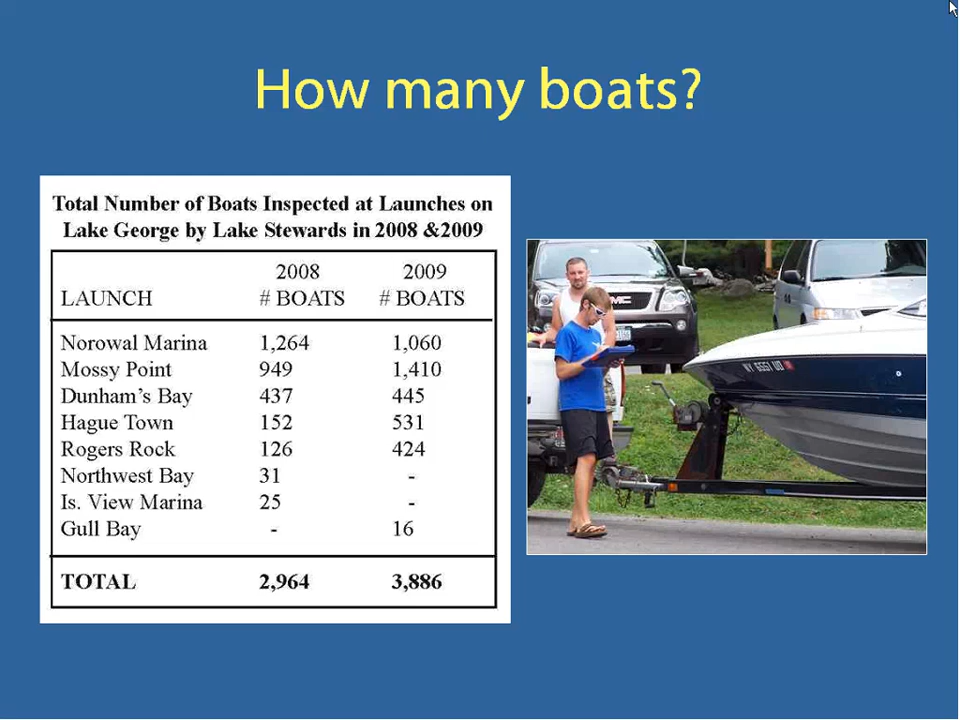 How many boats?
Total Number of Boats Inspected at Launches on
Lake George by Lake Stewards in 2008 &2009
2008 2009
LAUNCH # BOATS # BOATS
Norowal Marina 1,264 1,060
Mossy Point 949 1,410
Dunham's Bay 437 445
Hague Town 152 531
Rogers Rock 126 424
Northwest Bay 31 -
Is. View Marina 25 -
Gull Bay - 16
TOTAL 2,964 3,886
GMC